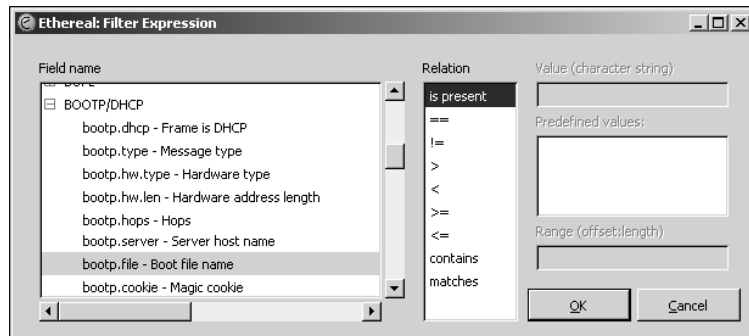 Ethereal: Filter Expression
Field name
BOOTP/DHCP
bootp.dhcp - Frame is DHCP
bootp.type - Message type
bootp.hw.type - Hardware type
bootp.hw.len - Hardware address length
bootp.hops - Hops
bootp.server - Server host name
bootp.file - Boot file name
bootp.cookie - Magic cookie
Relation
is present
==
!=
>
<
>=
<=
contains
matches
Value (character string)
Predefined values:
Range (offset:length)
OK
Cancel